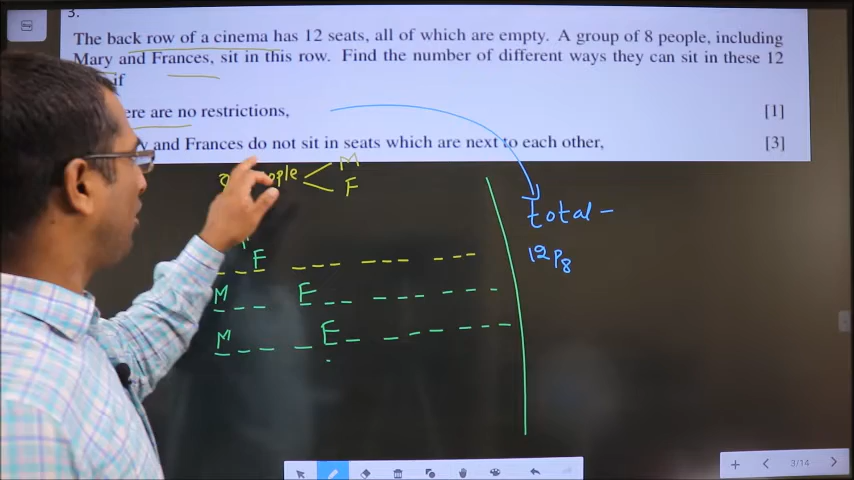 3.
The back row of a cinema has 12 seats, all of which are empty. A group of 8 people, including
Mary and Frances, sit in this row. Find the number of different ways they can sit in these 12
if
ere are no restrictions, [1]
y and Frances do not sit in seats which are next to each other, [3]
M
F
total -
12P8
F
M F
M F
3/14